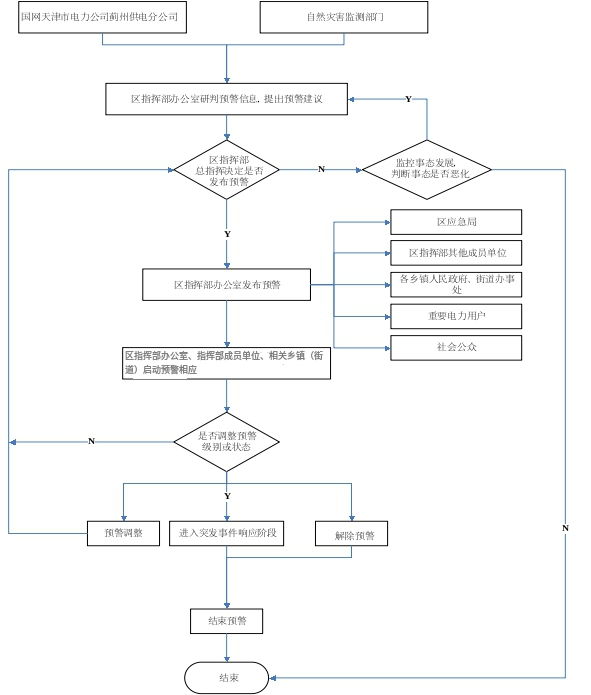 国网天津市电力公司蓟州供电分公司
自然灾害监测部门
区指挥部办公室研判预警信息，提出预警建议
Y
区指挥部
总指挥决定是否
发布预警
N
监控事态发展，
判断事态是否恶化
Y
区应急局
区指挥部其他成员单位
区指挥部办公室发布预警
各乡镇人民政府、街道办事
处
重要电力用户
社会公众
区指挥部办公室、指挥部成员单位、相关乡镇（街
道）启动预警相应
是否调整预警
级别或状态
N
Y
N
预警调整
进入突发事件响应阶段
解除预警
结束预警
结束